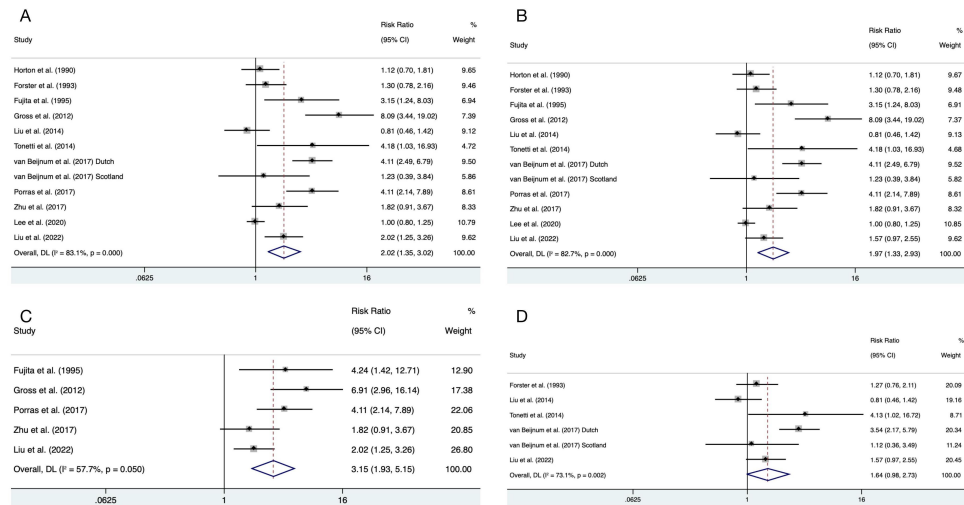 A
Risk Ratio %
Study (95% CI) Weight
Horton et al. (1990) 1.12 (0.70, 1.81) 9.65
Forster et al. (1993) 1.30 (0.78, 2.16) 9.46
Fujita et al. (1995) 3.15 (1.24, 8.03) 6.94
Gross et al. (2012) 8.09 (3.44, 19.02) 7.39
Liu et al. (2014) 0.81 (0.46, 1.42) 9.12
Tonetti et al. (2014) 4.18 (1.03, 16.93) 4.72
van Beijnum et al. (2017) Dutch 4.11 (2.49, 6.79) 9.50
van Beijnum et al. (2017) Scotland 1.23 (0.39, 3.84) 5.86
Porras et al. (2017) 4.11 (2.14, 7.89) 8.61
Zhu et al. (2017) 1.82 (0.91, 3.67) 8.33
Lee et al. (2020) 1.00 (0.80, 1.25) 10.79
Liu et al. (2022) 2.02 (1.25, 3.26) 9.62
Overall, DL (I² = 83.1%, p = 0.000) 2.02 (1.35, 3.02) 100.00
.0625 1 16
B
Risk Ratio %
Study (95% CI) Weight
Horton et al. (1990) 1.12 (0.70, 1.81) 9.67
Forster et al. (1993) 1.30 (0.78, 2.16) 9.48
Fujita et al. (1995) 3.15 (1.24, 8.03) 6.91
Gross et al. (2012) 8.09 (3.44, 19.02) 7.37
Liu et al. (2014) 0.81 (0.46, 1.42) 9.13
Tonetti et al. (2014) 4.18 (1.03, 16.93) 4.68
van Beijnum et al. (2017) Dutch 4.11 (2.49, 6.79) 9.52
van Beijnum et al. (2017) Scotland 1.23 (0.39, 3.84) 5.82
Porras et al. (2017) 4.11 (2.14, 7.89) 8.61
Zhu et al. (2017) 1.82 (0.91, 3.67) 8.32
Lee et al. (2020) 1.00 (0.80, 1.25) 10.85
Liu et al. (2022) 1.57 (0.97, 2.55) 9.62
Overall, DL (I² = 82.7%, p = 0.000) 1.97 (1.33, 2.93) 100.00
.0625 1 16
C
Risk Ratio %
Study (95% CI) Weight
Fujita et al. (1995) 4.24 (1.42, 12.71) 12.90
Gross et al. (2012) 6.91 (2.96, 16.14) 17.38
Porras et al. (2017) 4.11 (2.14, 7.89) 22.06
Zhu et al. (2017) 1.82 (0.91, 3.67) 20.85
Liu et al. (2022) 2.02 (1.25, 3.26) 26.80
Overall, DL (I² = 57.7%, p = 0.050) 3.15 (1.93, 5.15) 100.00
.0625 1 16
D
Risk Ratio %
Study (95% CI) Weight
Forster et al. (1993) 1.27 (0.76, 2.11) 20.09
Liu et al. (2014) 0.81 (0.46, 1.42) 19.16
Tonetti et al. (2014) 4.13 (1.02, 16.72) 8.71
van Beijnum et al. (2017) Dutch 3.54 (2.17, 5.79) 20.34
van Beijnum et al. (2017) Scotland 1.12 (0.36, 3.49) 11.24
Liu et al. (2022) 1.57 (0.97, 2.55) 20.45
Overall, DL (I² = 73.1%, p = 0.002) 1.64 (0.98, 2.73) 100.00
.0625 1 16